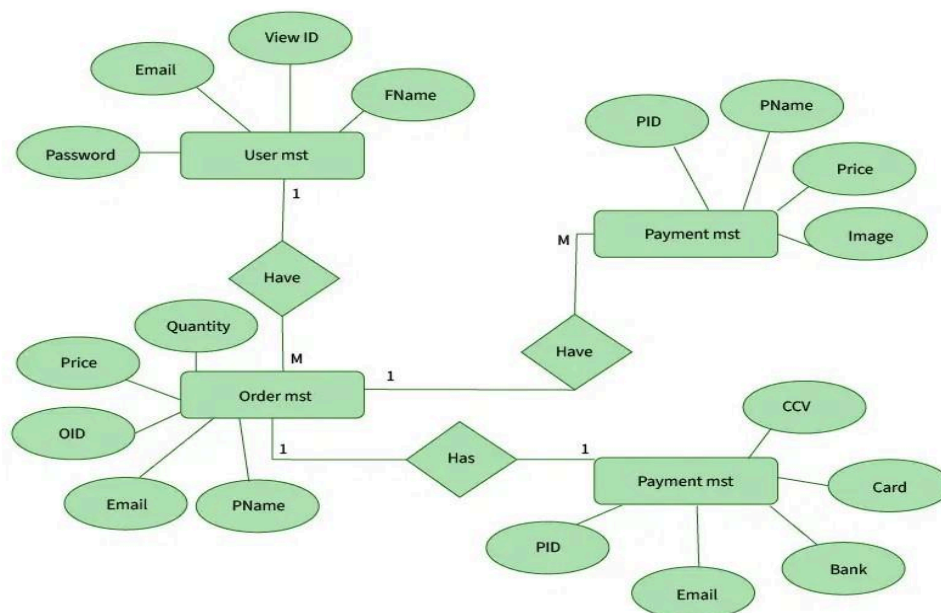 View ID
Email
FName
Password
User mst
1
Have
M
PID
PName
Price
Image
Payment mst
M
Have
1
Quantity
Price
OID
Order mst
Email
PName
1
Has
1
CCV
Card
Payment mst
PID
Email
Bank